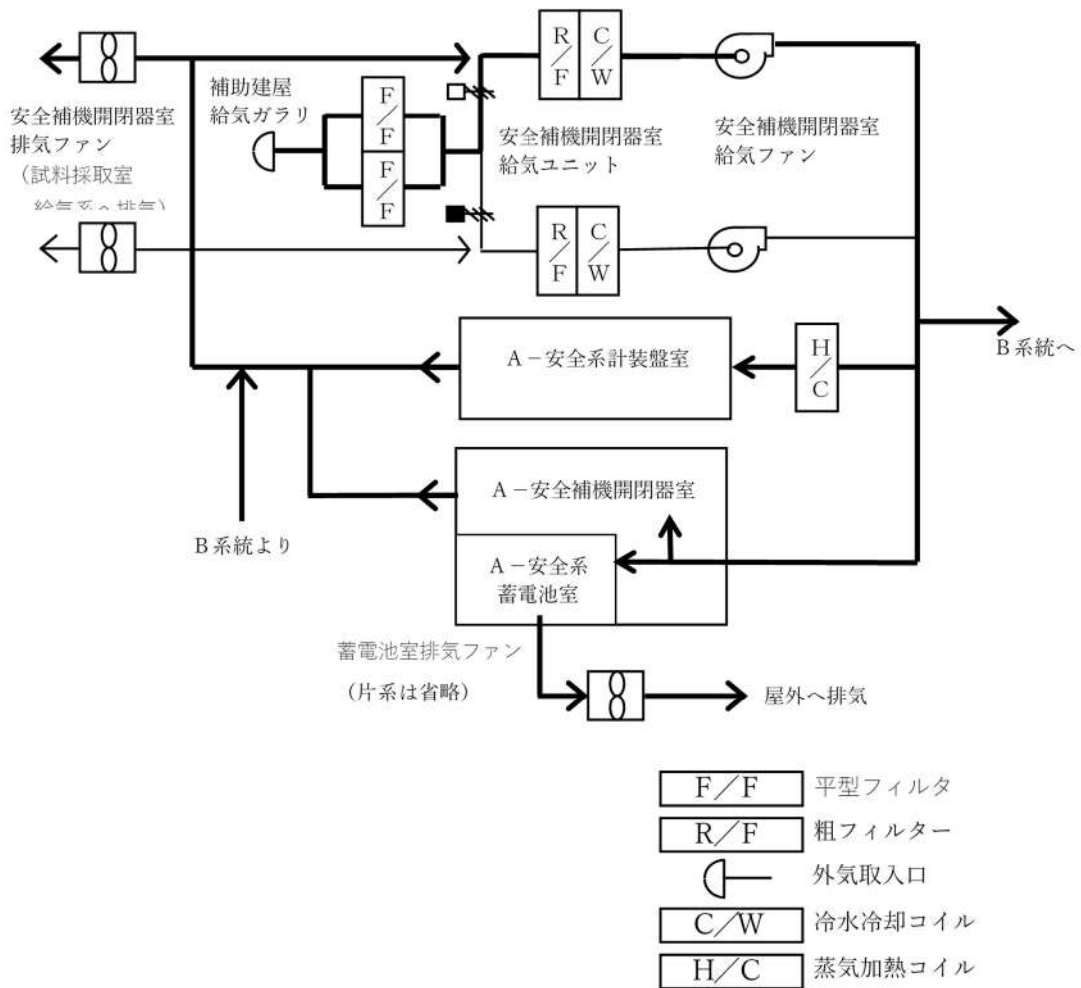 安全補機開閉器室
排気ファン
（試料採取室
給気系へ排気）
補助建屋
給気ガラリ
F／F
F／F
R／F
C／W
安全補機開閉器室
給気ユニット
安全補機開閉器室
給気ファン
R／F
C／W
B系統へ
A－安全系計装盤室
H／C
A－安全補機開閉器室
B系統より
A－安全系
蓄電池室
蓄電池室排気ファン
（片系は省略）
屋外へ排気
F／F 平型フィルタ
R／F 粗フィルター
外気取入口
C／W 冷水冷却コイル
H／C 蒸気加熱コイル